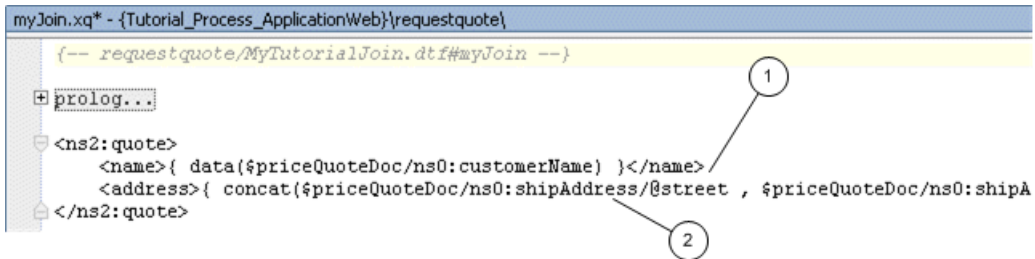 myJoin.xq* - {Tutorial_Process_ApplicationWeb}\requestquote\
{-- requestquote/MyTutorialJoin.dtf#myJoin --}
1
prolog...
<ns2:quote>
<name>{ data($priceQuoteDoc/ns0:customerName) }</name>
<address>{ concat($priceQuoteDoc/ns0:shipAddress/@street , $priceQuoteDoc/ns0:shipA
</ns2:quote>
2